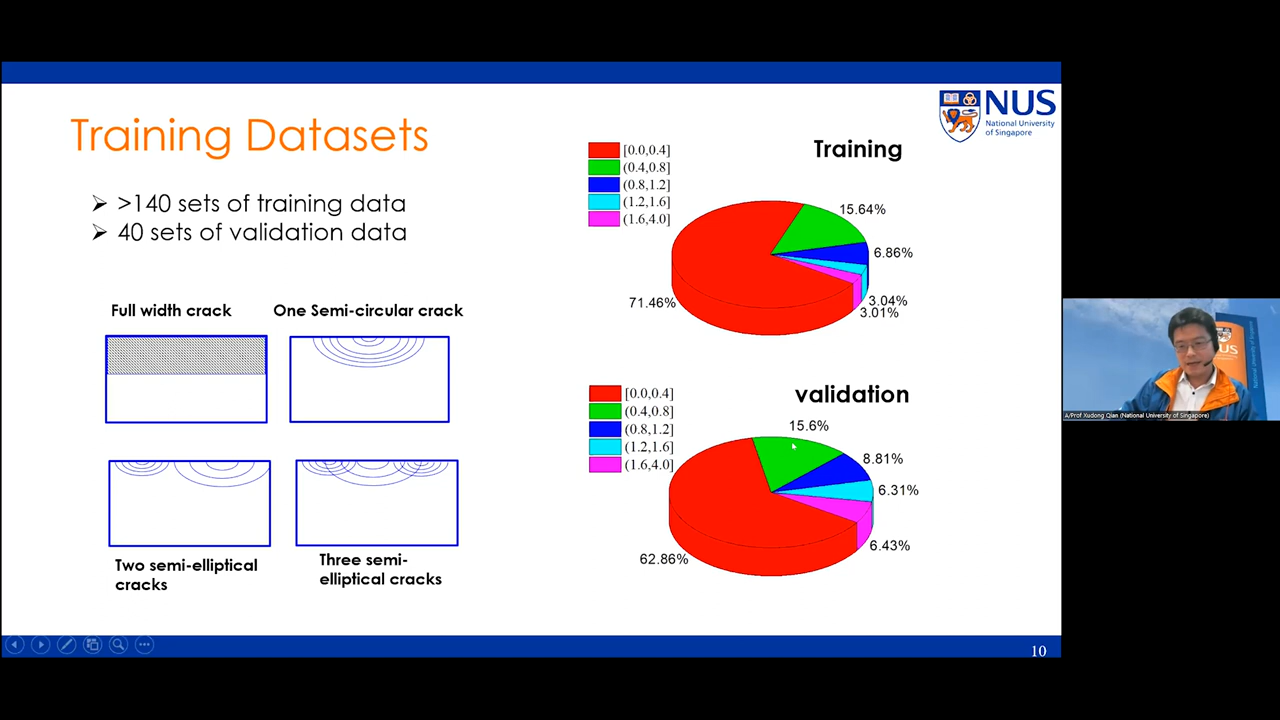 Training Datasets
NUS
National University
of Singapore
➢ >140 sets of training data
➢ 40 sets of validation data
Full width crack
One Semi-circular crack
Two semi-elliptical
cracks
Three semi-
elliptical cracks
Training
[0.0,0.4]
(0.4,0.8]
(0.8,1.2]
(1.2,1.6]
(1.6,4.0]
15.64%
6.86%
3.04%
3.01%
71.46%
validation
[0.0,0.4]
(0.4,0.8]
(0.8,1.2]
(1.2,1.6]
(1.6,4.0]
15.6%
8.81%
6.31%
6.43%
62.86%
10
NUS
National University of Singapore
A/Prof Xudong Qian (National University of Singapore)